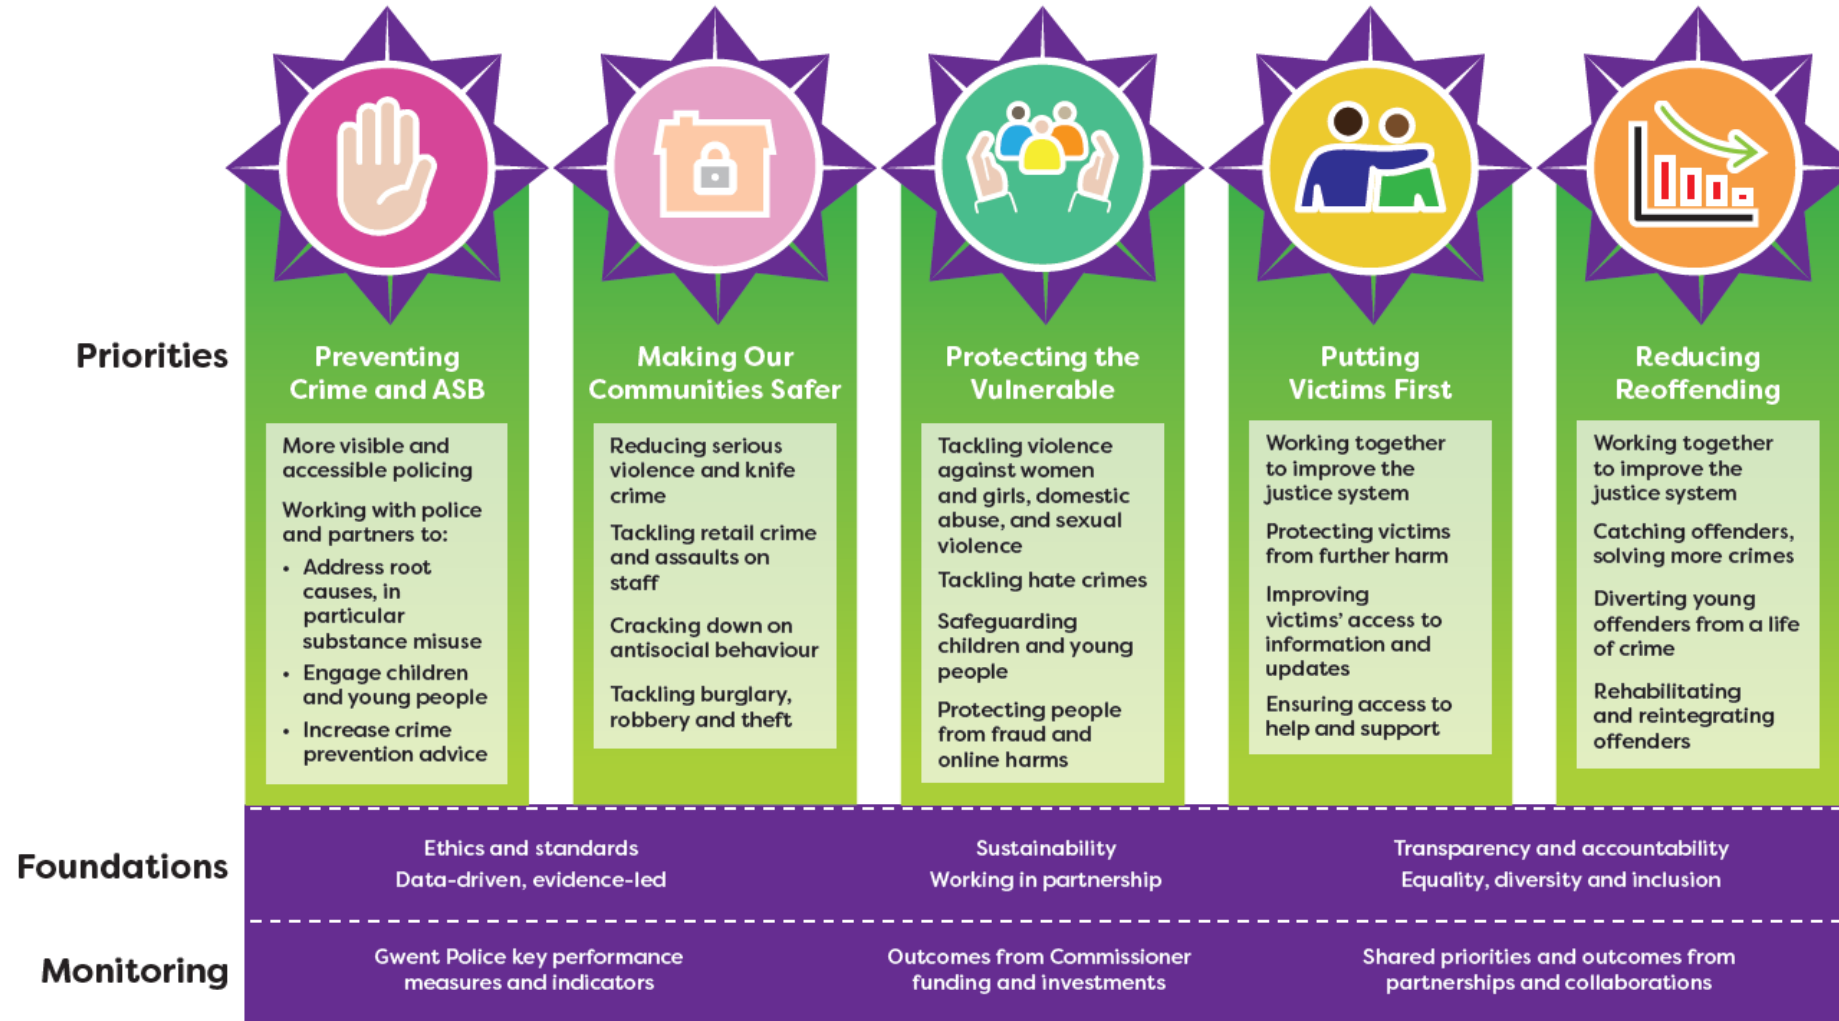 Priorities
Preventing
Crime and ASB
More visible and
accessible policing
Working with police
and partners to:
• Address root
causes, in
particular
substance misuse
• Engage children
and young people
• Increase crime
prevention advice
Making Our
Communities Safer
Reducing serious
violence and knife
crime
Tackling retail crime
and assaults on
staff
Cracking down on
antisocial behaviour
Tackling burglary,
robbery and theft
Protecting the
Vulnerable
Tackling violence
against women
and girls, domestic
abuse, and sexual
violence
Tackling hate crimes
Safeguarding
children and young
people
Protecting people
from fraud and
online harms
Putting
Victims First
Working together
to improve the
justice system
Protecting victims
from further harm
Improving
victims’ access to
information and
updates
Ensuring access to
help and support
Reducing
Reoffending
Working together
to improve the
justice system
Catching offenders,
solving more crimes
Diverting young
offenders from a life
of crime
Rehabilitating
and reintegrating
offenders
Foundations
Ethics and standards
Data-driven, evidence-led
Sustainability
Working in partnership
Transparency and accountability
Equality, diversity and inclusion
Monitoring
Gwent Police key performance
measures and indicators
Outcomes from Commissioner
funding and investments
Shared priorities and outcomes from
partnerships and collaborations